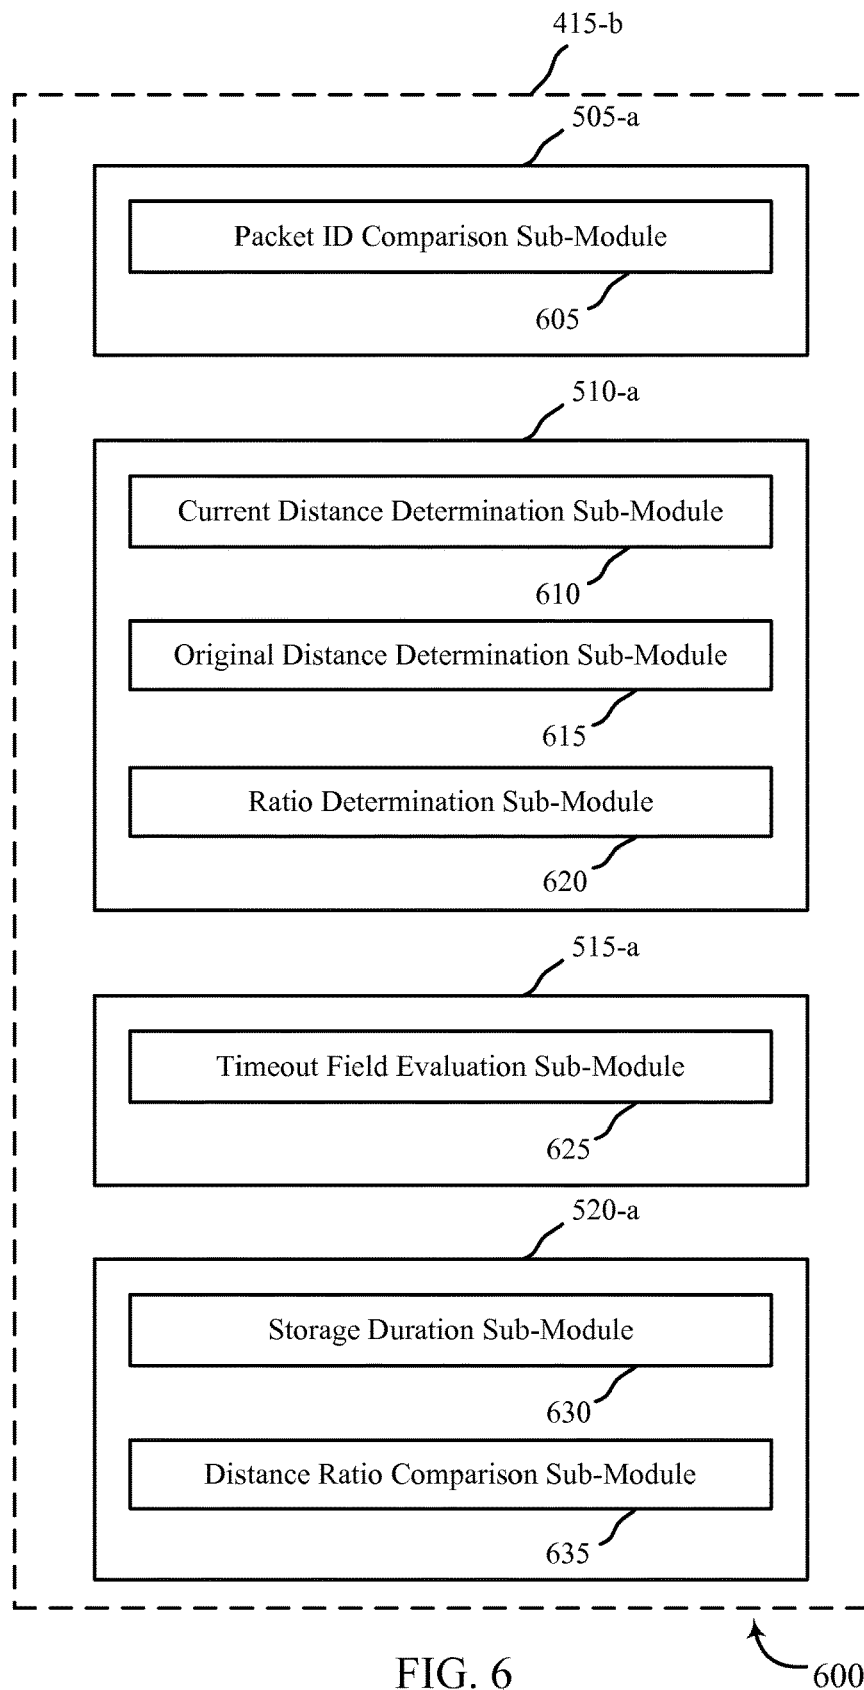 415-b
505-a
Packet ID Comparison Sub-Module
605
510-a
Current Distance Determination Sub-Module
610
Original Distance Determination Sub-Module
615
Ratio Determination Sub-Module
620
515-a
Timeout Field Evaluation Sub-Module
625
520-a
Storage Duration Sub-Module
630
Distance Ratio Comparison Sub-Module
635
FIG. 6
600